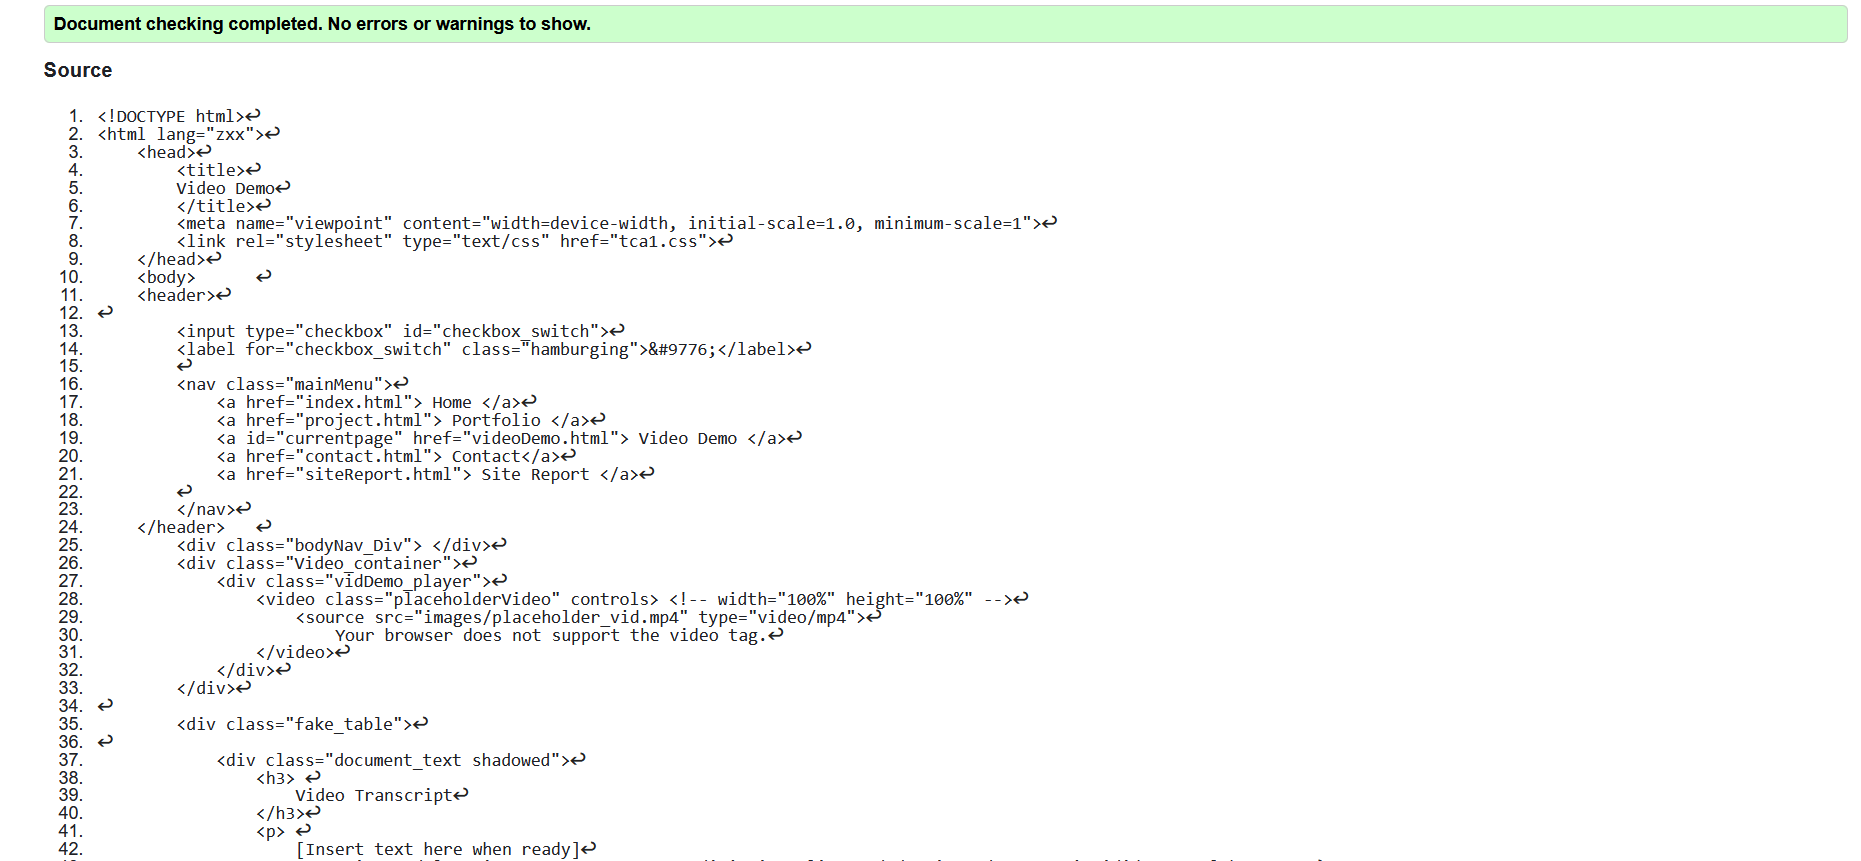 Document checking completed. No errors or warnings to show.
Source
1. <!DOCTYPE html>↩
2. <html lang="zxx">↩
3. <head>↩
4. <title>↩
5. Video Demo↩
6. </title>↩
7. <meta name="viewpoint" content="width=device-width, initial-scale=1.0, minimum-scale=1">↩
8. <link rel="stylesheet" type="text/css" href="tca1.css">↩
9. </head>↩
10. <body> ↩
11. <header>↩
12. ↩
13. <input type="checkbox" id="checkbox_switch">↩
14. <label for="checkbox_switch" class="hamburging">&#9776;</label>↩
15. ↩
16. <nav class="mainMenu">↩
17. <a href="index.html"> Home </a>↩
18. <a href="project.html"> Portfolio </a>↩
19. <a id="currentpage" href="videoDemo.html"> Video Demo </a>↩
20. <a href="contact.html"> Contact</a>↩
21. <a href="siteReport.html"> Site Report </a>↩
22. ↩
23. </nav>↩
24. </header> ↩
25. <div class="bodyNav_Div"> </div>↩
26. <div class="Video_container">↩
27. <div class="vidDemo_player">↩
28. <video class="placeholderVideo" controls> <!-- width="100%" height="100%" -->↩
29. <source src="images/placeholder_vid.mp4" type="video/mp4">↩
30. Your browser does not support the video tag.↩
31. </video>↩
32. </div>↩
33. </div>↩
34. ↩
35. <div class="fake_table">↩
36. ↩
37. <div class="document_text shadowed">↩
38. <h3> ↩
39. Video Transcript↩
40. </h3>↩
41. <p> ↩
42. [Insert text here when ready]↩